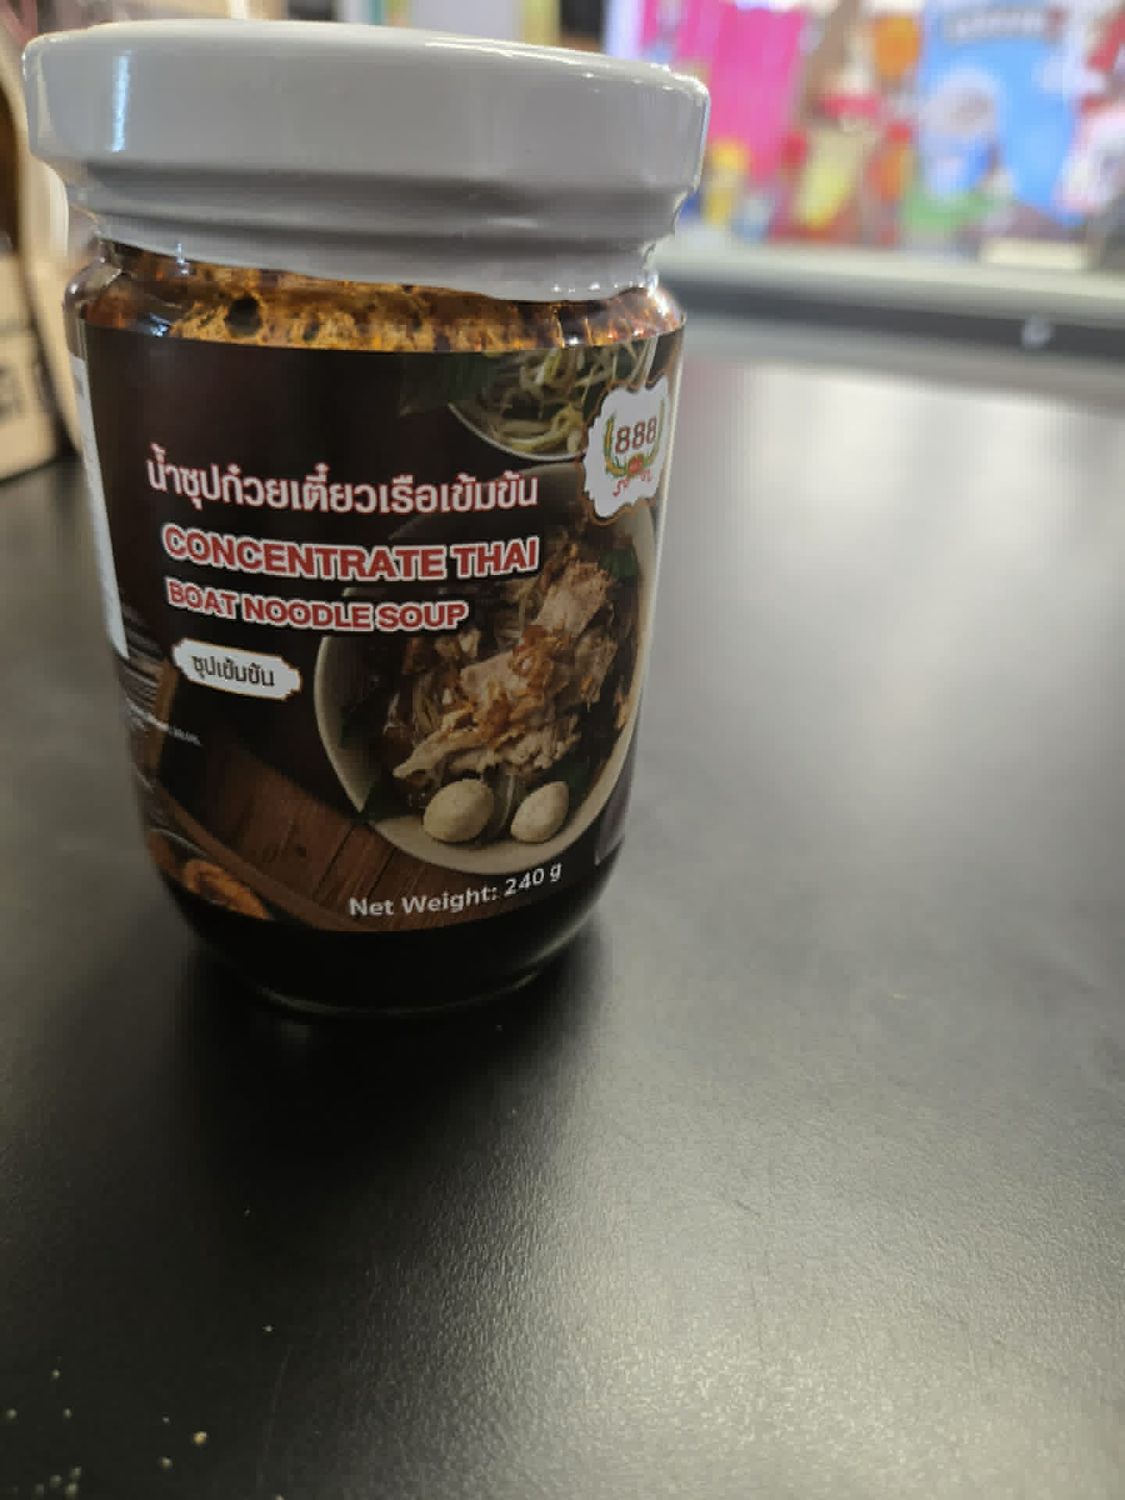 888
น้ำซุปก๋วยเตี๋ยวเรือเข้มข้น
CONCENTRATE THAI
BOAT NOODLE SOUP
ซุปเข้มข้น
Net Weight: 240 g